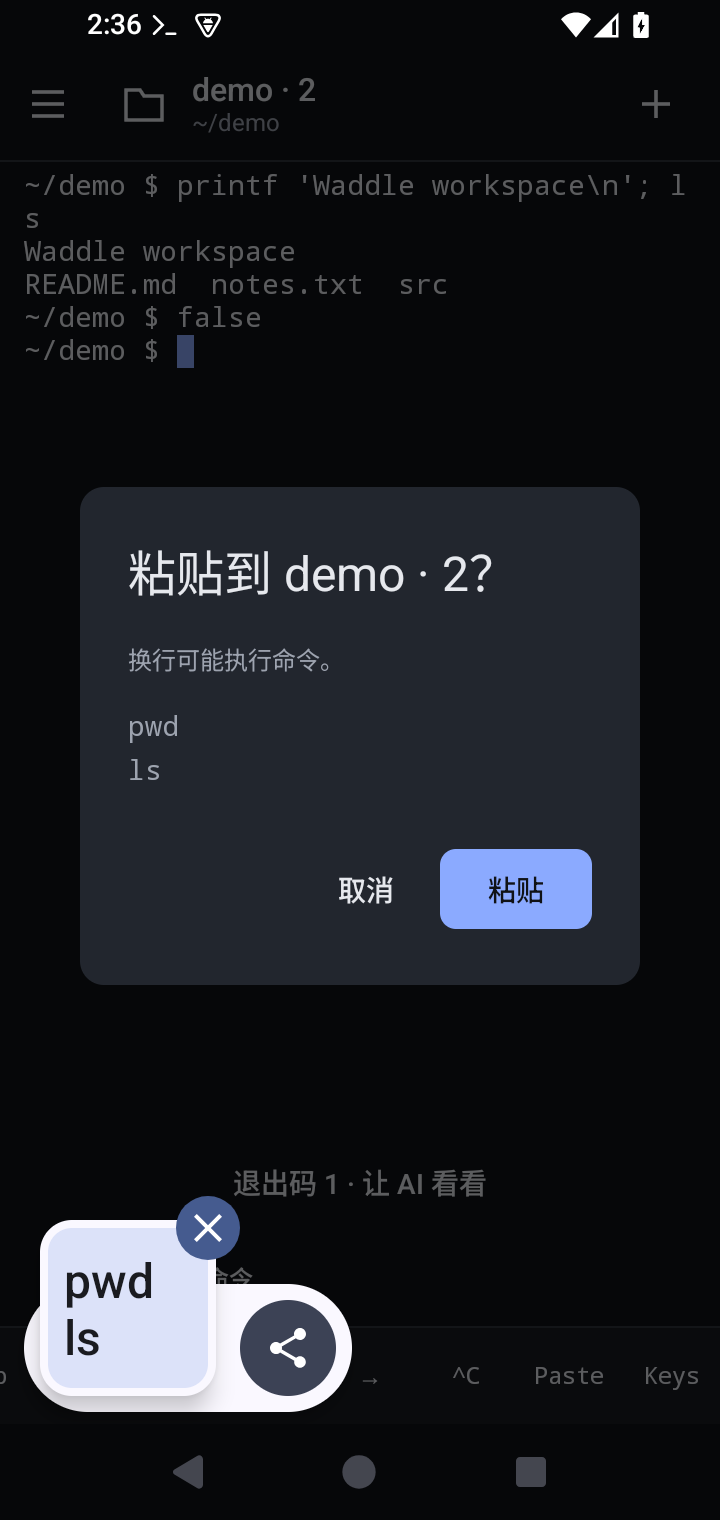 2:36
demo · 2
~/demo
~/demo $ printf 'Waddle workspace\n'; l
s
Waddle workspace
README.md  notes.txt  src
~/demo $ false
~/demo $
粘贴到 demo · 2？
换行可能执行命令。
pwd
ls
取消
粘贴
退出码 1 · 让 AI 看看
命令
pwd
ls
→
^C
Paste
Keys